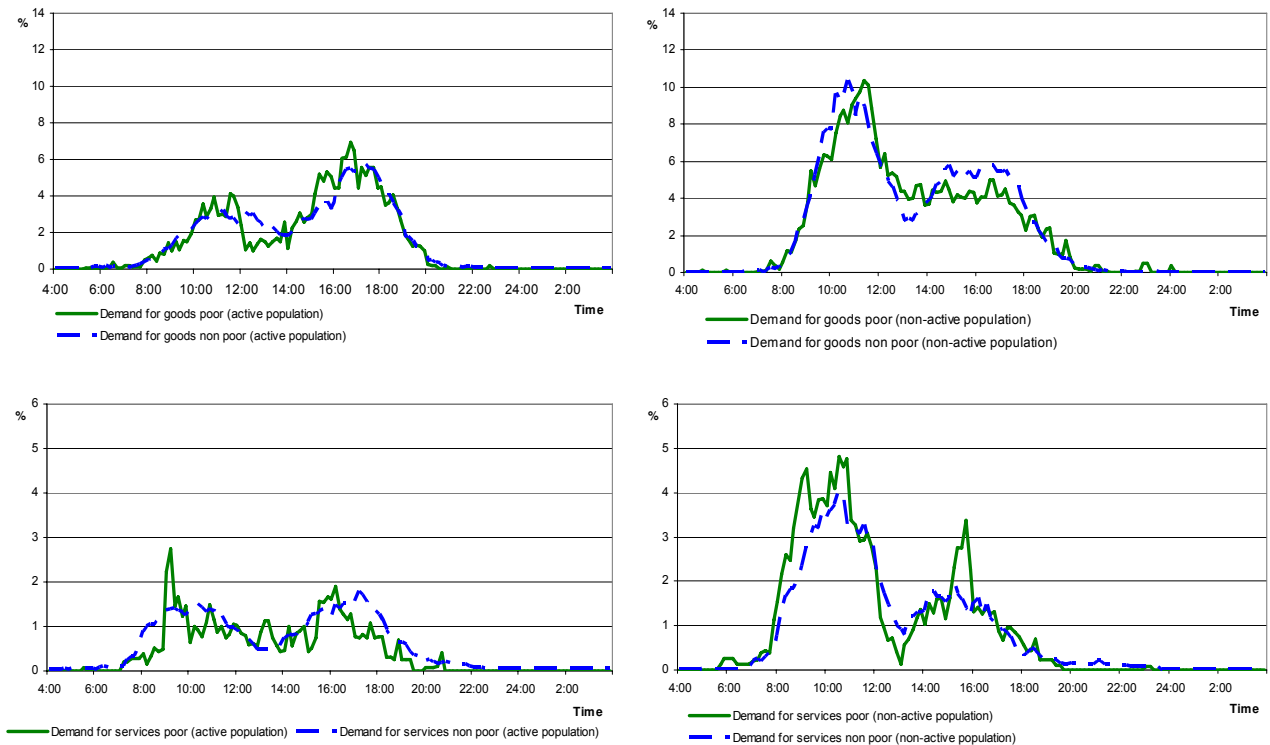 %
14
12
10
8
6
4
2
0
4:00 6:00 8:00 10:00 12:00 14:00 16:00 18:00 20:00 22:00 24:00 2:00
Time
Demand for goods poor (active population)
Demand for goods non poor (active population)
%
14
12
10
8
6
4
2
0
4:00 6:00 8:00 10:00 12:00 14:00 16:00 18:00 20:00 22:00 24:00 2:00
Time
Demand for goods poor (non-active population)
Demand for goods non poor (non-active population)
%
6
5
4
3
2
1
0
4:00 6:00 8:00 10:00 12:00 14:00 16:00 18:00 20:00 22:00 24:00 2:00
Time
Demand for services poor (active population) Demand for services non poor (active population)
%
6
5
4
3
2
1
0
4:00 6:00 8:00 10:00 12:00 14:00 16:00 18:00 20:00 22:00 24:00 2:00
Time
Demand for services poor (non-active population)
Demand for services non poor (non-active population)